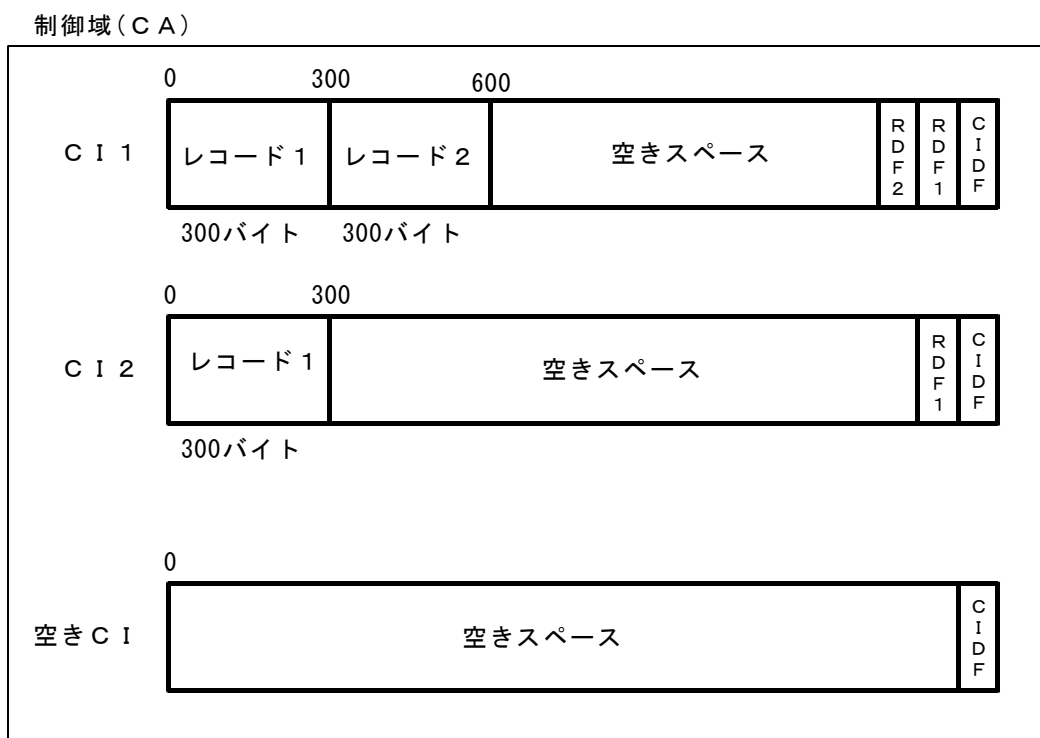 制御域(ＣＡ)
0 300 600
ＣＩ１ レコード１ レコード２ 空きスペース RDF2 RDF1 CIDF
300バイト 300バイト
0 300
ＣＩ２ レコード１ 空きスペース RDF1 CIDF
300バイト
0
空きＣＩ 空きスペース CIDF